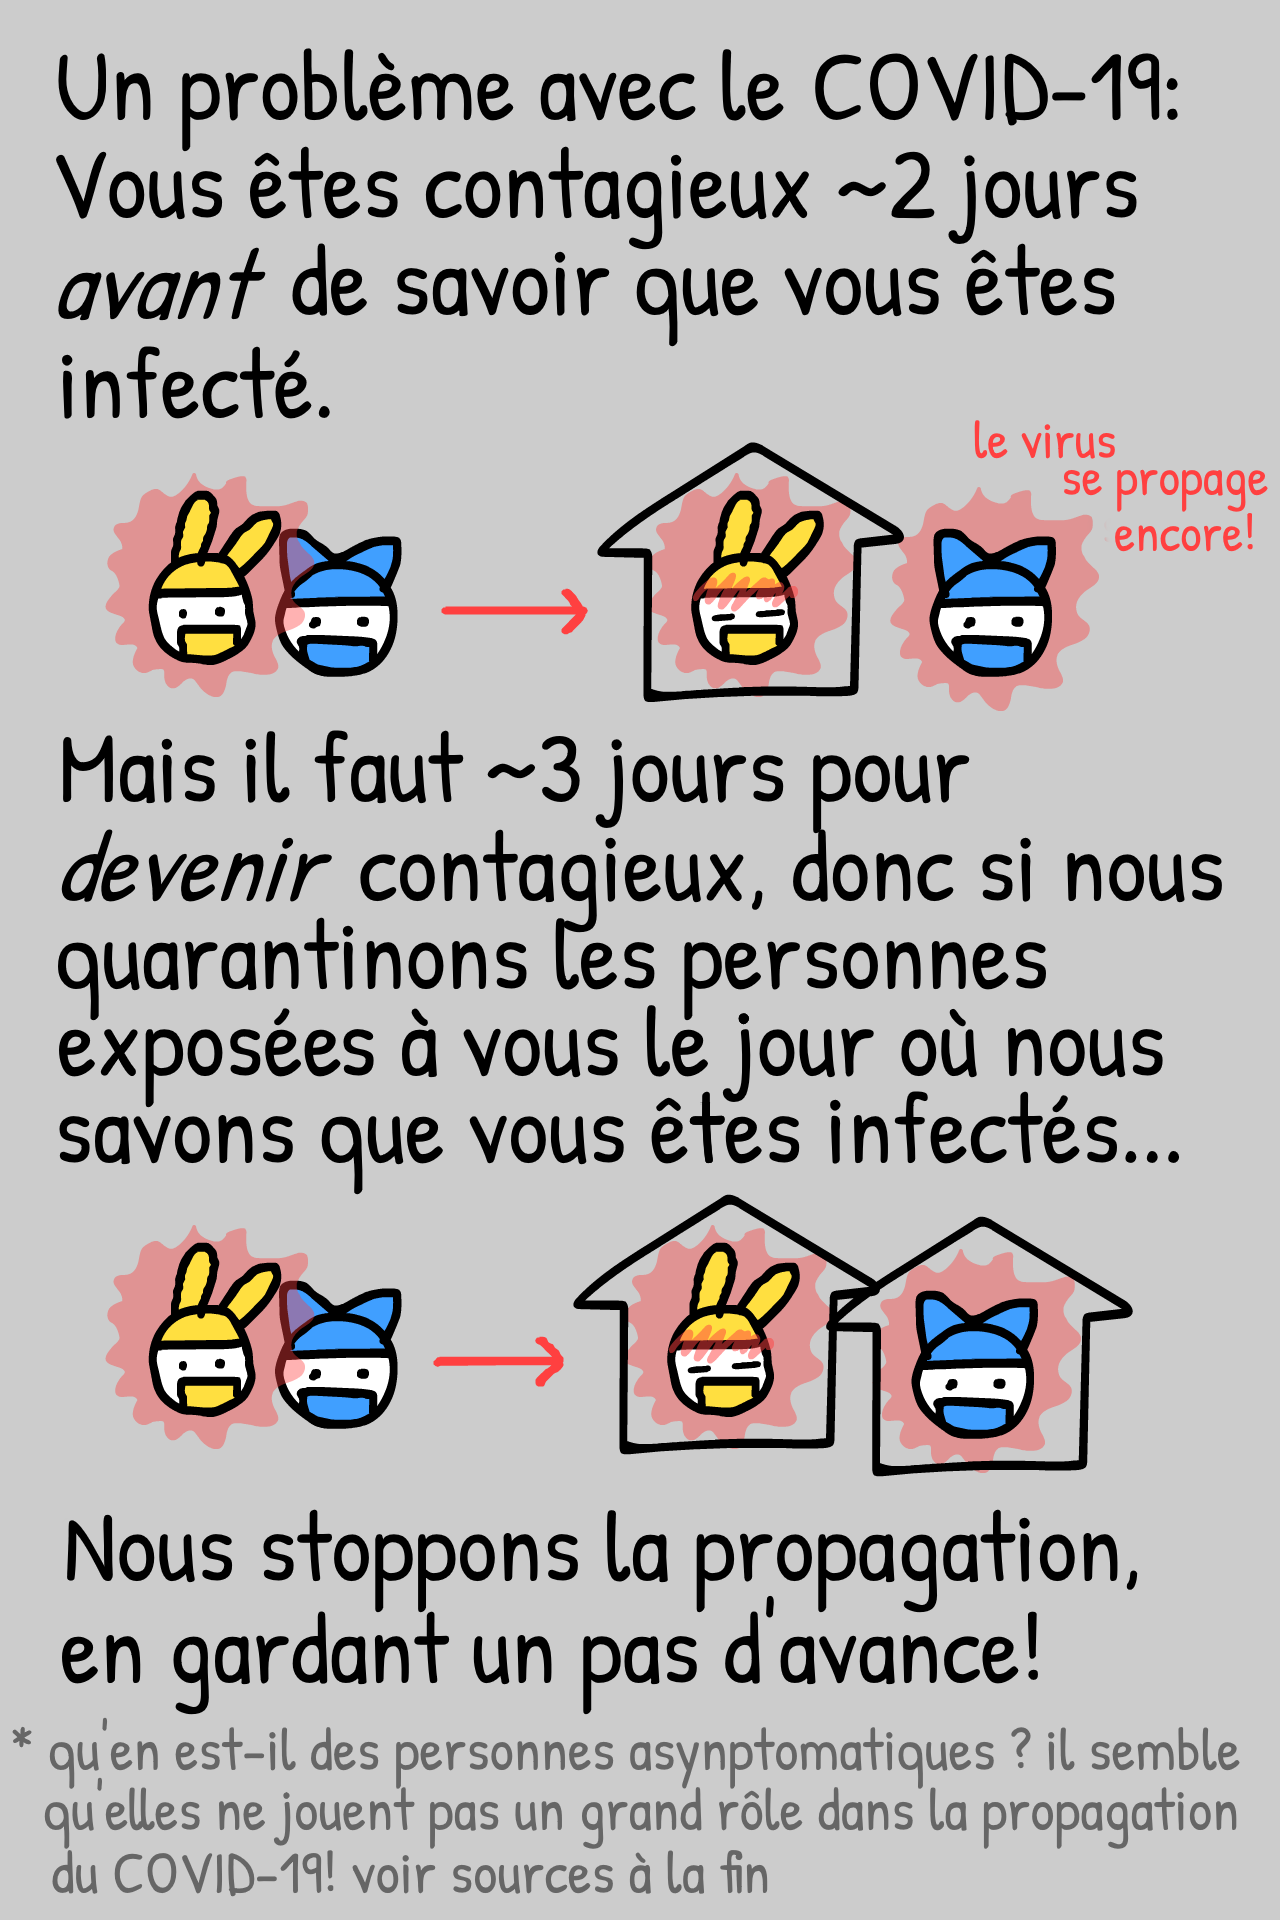 Un problème avec le COVID-19:
Vous êtes contagieux ~2 jours
avant de savoir que vous êtes
infecté.
le virus
se propage
encore!
Mais il faut ~3 jours pour
devenir contagieux, donc si nous
quarantinons les personnes
exposées à vous le jour où nous
savons que vous êtes infectés...
Nous stoppons la propagation,
en gardant un pas d'avance!
* qu'en est-il des personnes asynptomatiques ? il semble
qu'elles ne jouent pas un grand rôle dans la propagation
du COVID-19! voir sources à la fin